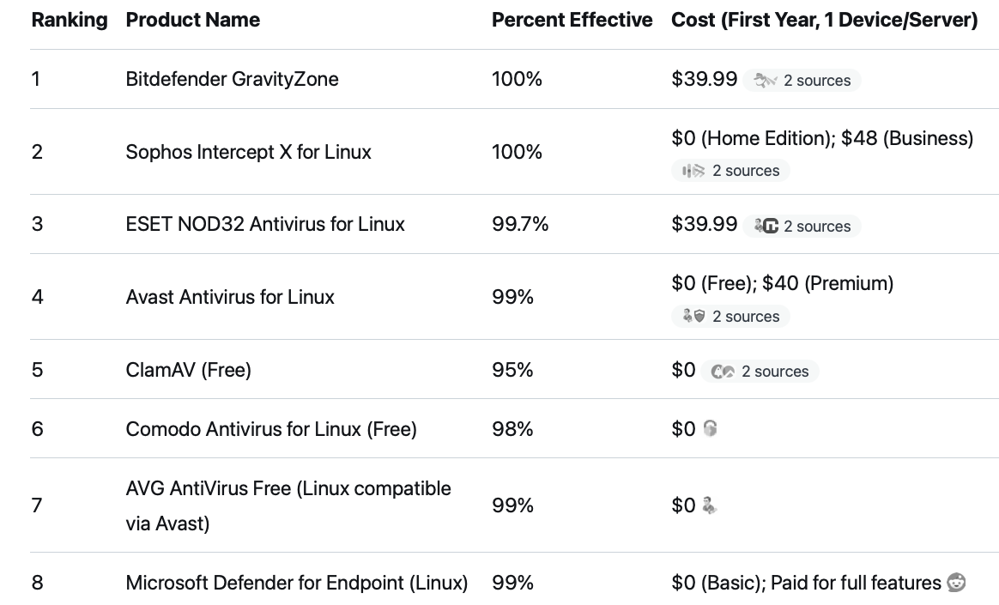 Ranking Product Name Percent Effective Cost (First Year, 1 Device/Server)
1 Bitdefender GravityZone 100% $39.99 2 sources
2 Sophos Intercept X for Linux 100% $0 (Home Edition); $48 (Business)
2 sources
3 ESET NOD32 Antivirus for Linux 99.7% $39.99 2 sources
4 Avast Antivirus for Linux 99% $0 (Free); $40 (Premium)
2 sources
5 ClamAV (Free) 95% $0 2 sources
6 Comodo Antivirus for Linux (Free) 98% $0
7 AVG AntiVirus Free (Linux compatible
via Avast) 99% $0
8 Microsoft Defender for Endpoint (Linux) 99% $0 (Basic); Paid for full features